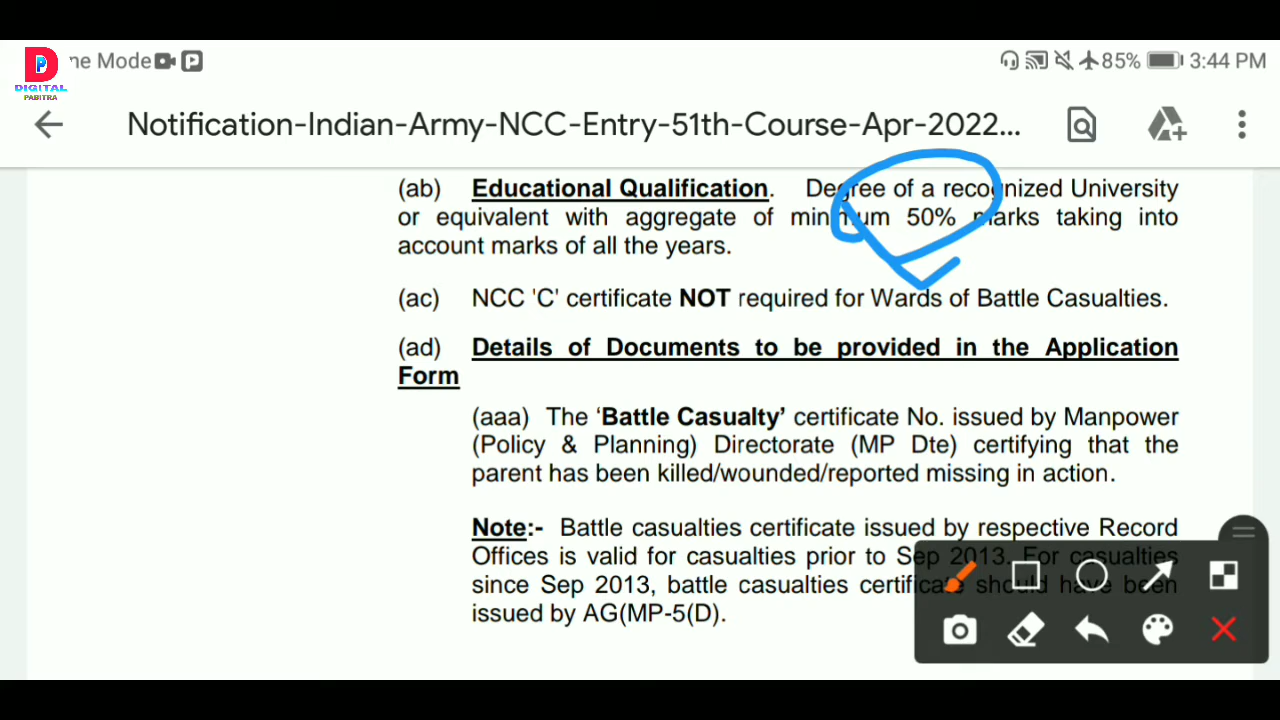 ne Mode
85% 3:44 PM
DIGITAL
PABITRA
Notification-Indian-Army-NCC-Entry-51th-Course-Apr-2022...
(ab) Educational Qualification. Degree of a recognized University
or equivalent with aggregate of minimum 50% marks taking into
account marks of all the years.
(ac) NCC 'C' certificate NOT required for Wards of Battle Casualties.
(ad) Details of Documents to be provided in the Application
Form
(aaa) The ‘Battle Casualty’ certificate No. issued by Manpower
(Policy & Planning) Directorate (MP Dte) certifying that the
parent has been killed/wounded/reported missing in action.
Note:- Battle casualties certificate issued by respective Record
Offices is valid for casualties prior to Sep 2013. For casualties
since Sep 2013, battle casualties certificate should have been
issued by AG(MP-5(D).